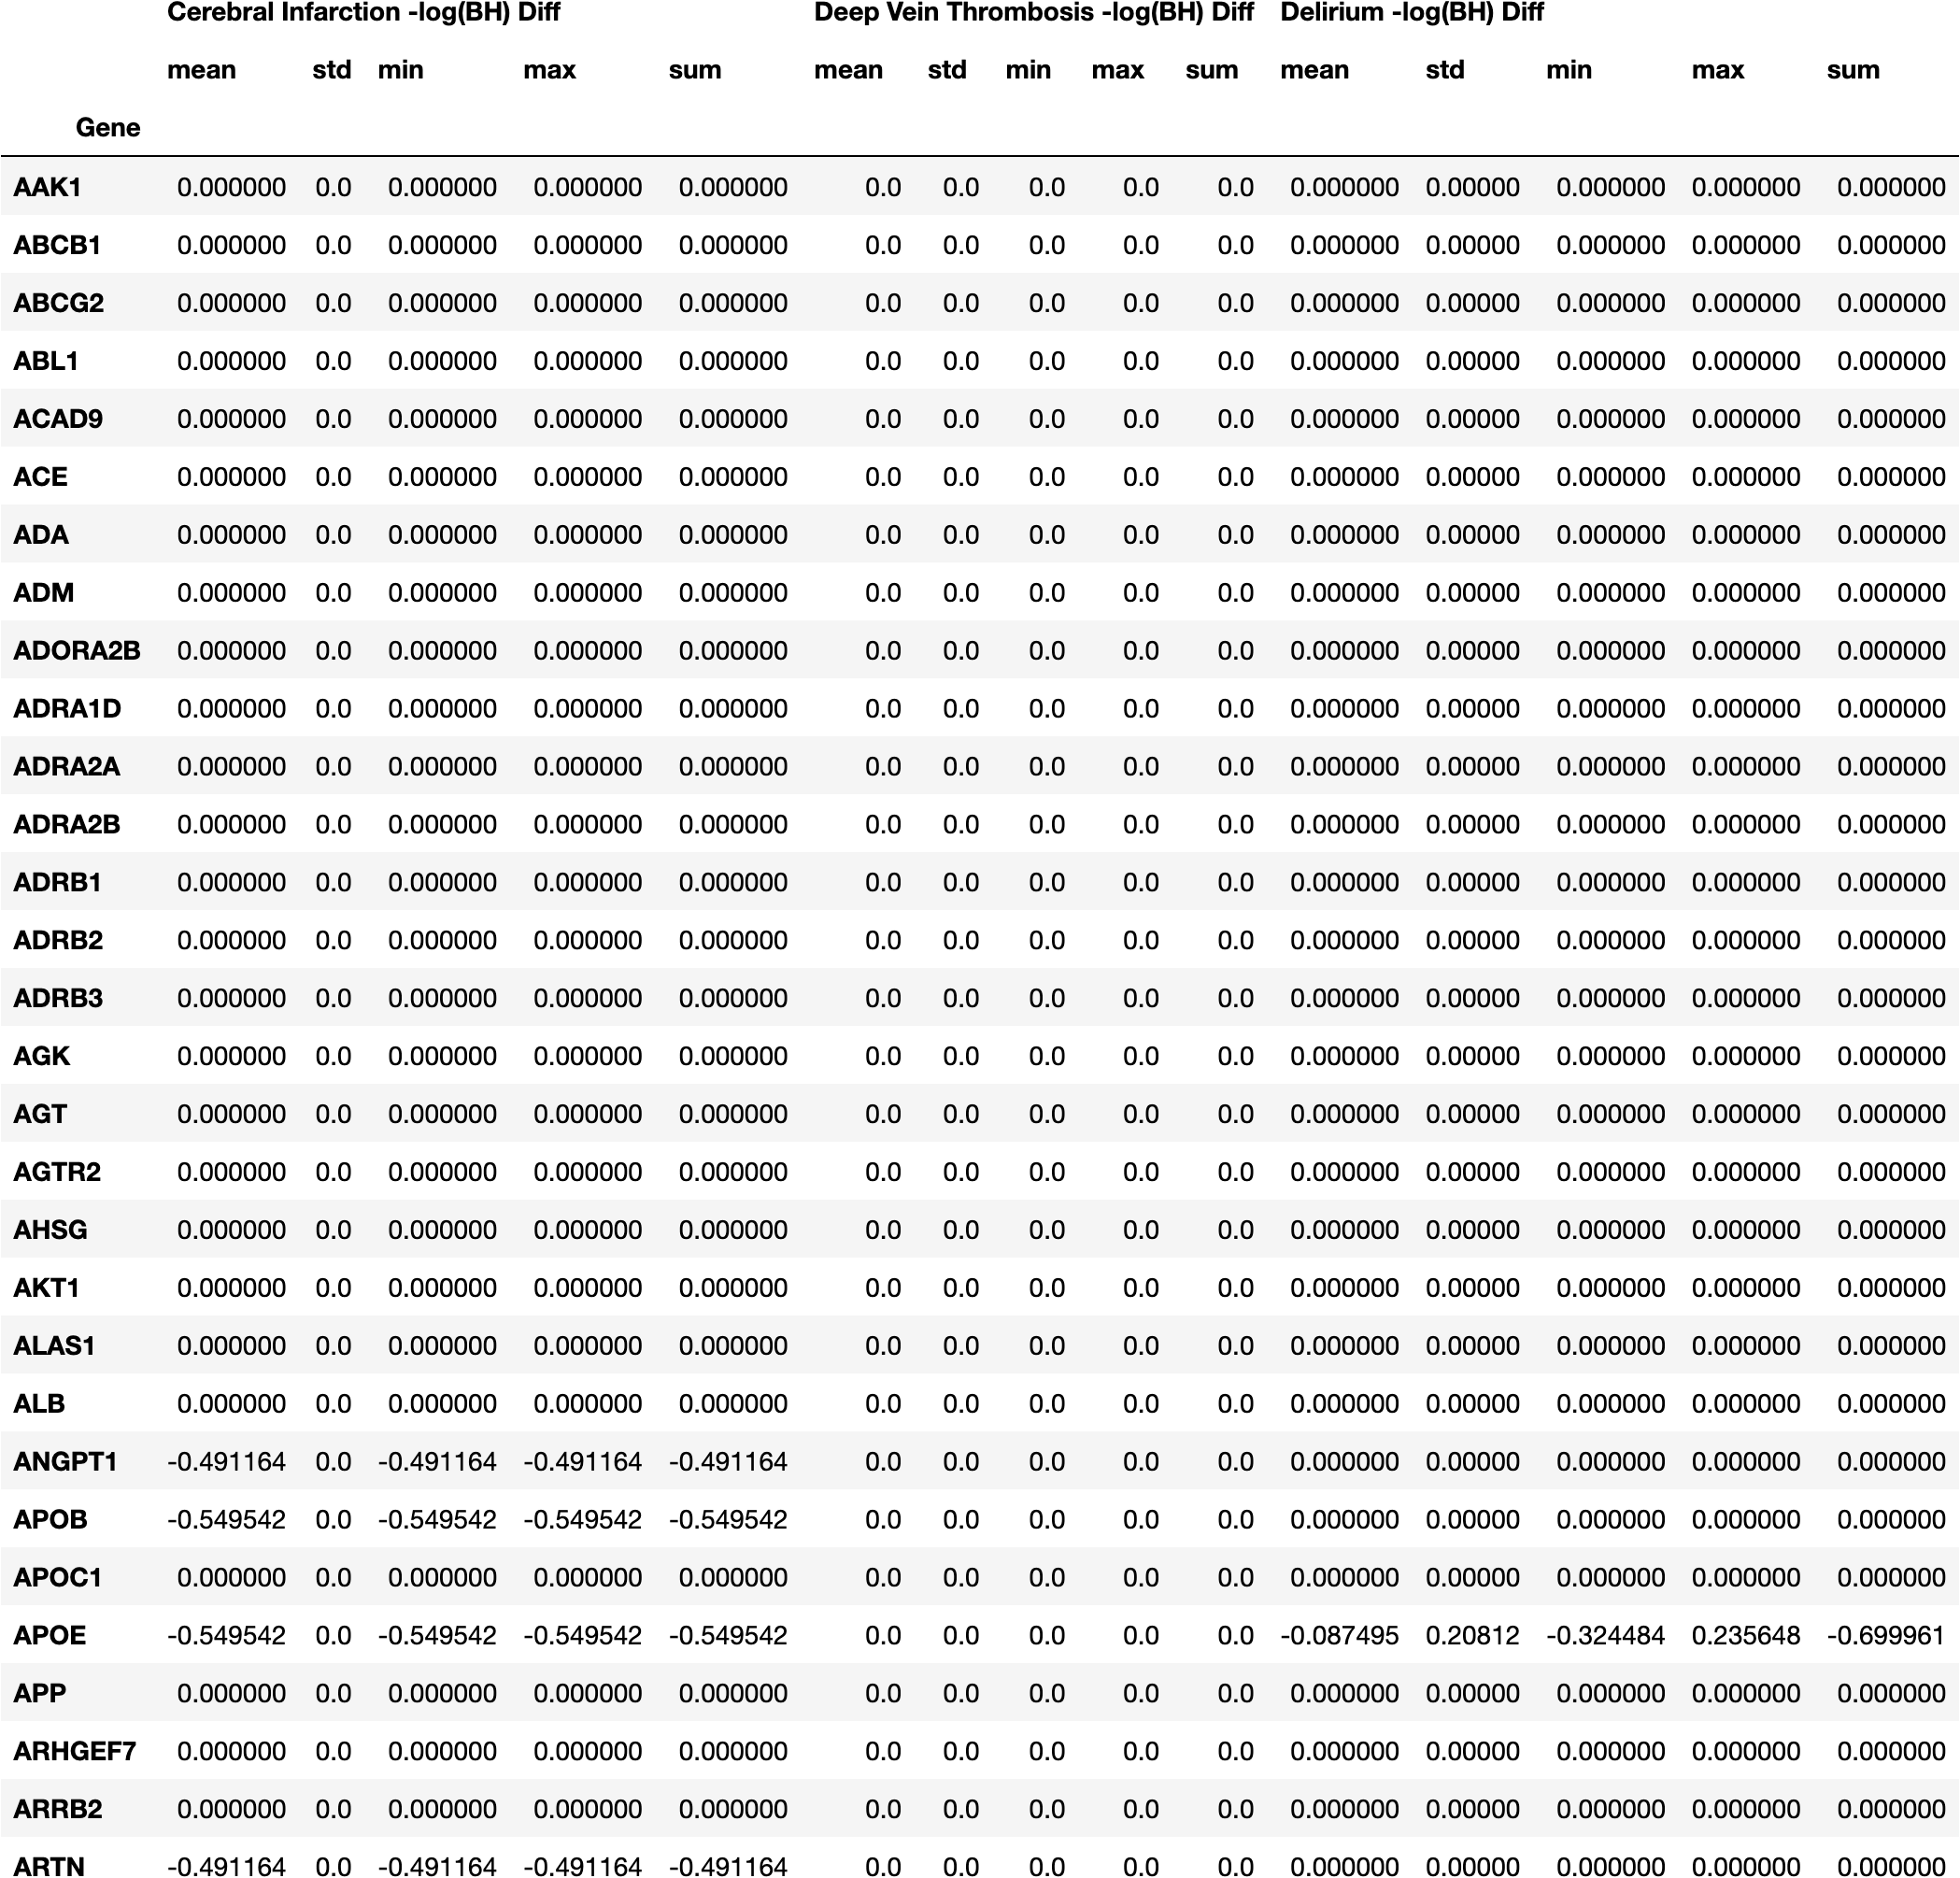 Cerebral Infarction -log(BH) Diff Deep Vein Thrombosis -log(BH) Diff Delirium -log(BH) Diff
mean std min max sum mean std min max sum mean std min max sum
Gene
AAK1 0.000000 0.0 0.000000 0.000000 0.000000 0.0 0.0 0.0 0.0 0.0 0.000000 0.00000 0.000000 0.000000 0.000000
ABCB1 0.000000 0.0 0.000000 0.000000 0.000000 0.0 0.0 0.0 0.0 0.0 0.000000 0.00000 0.000000 0.000000 0.000000
ABCG2 0.000000 0.0 0.000000 0.000000 0.000000 0.0 0.0 0.0 0.0 0.0 0.000000 0.00000 0.000000 0.000000 0.000000
ABL1 0.000000 0.0 0.000000 0.000000 0.000000 0.0 0.0 0.0 0.0 0.0 0.000000 0.00000 0.000000 0.000000 0.000000
ACAD9 0.000000 0.0 0.000000 0.000000 0.000000 0.0 0.0 0.0 0.0 0.0 0.000000 0.00000 0.000000 0.000000 0.000000
ACE 0.000000 0.0 0.000000 0.000000 0.000000 0.0 0.0 0.0 0.0 0.0 0.000000 0.00000 0.000000 0.000000 0.000000
ADA 0.000000 0.0 0.000000 0.000000 0.000000 0.0 0.0 0.0 0.0 0.0 0.000000 0.00000 0.000000 0.000000 0.000000
ADM 0.000000 0.0 0.000000 0.000000 0.000000 0.0 0.0 0.0 0.0 0.0 0.000000 0.00000 0.000000 0.000000 0.000000
ADORA2B 0.000000 0.0 0.000000 0.000000 0.000000 0.0 0.0 0.0 0.0 0.0 0.000000 0.00000 0.000000 0.000000 0.000000
ADRA1D 0.000000 0.0 0.000000 0.000000 0.000000 0.0 0.0 0.0 0.0 0.0 0.000000 0.00000 0.000000 0.000000 0.000000
ADRA2A 0.000000 0.0 0.000000 0.000000 0.000000 0.0 0.0 0.0 0.0 0.0 0.000000 0.00000 0.000000 0.000000 0.000000
ADRA2B 0.000000 0.0 0.000000 0.000000 0.000000 0.0 0.0 0.0 0.0 0.0 0.000000 0.00000 0.000000 0.000000 0.000000
ADRB1 0.000000 0.0 0.000000 0.000000 0.000000 0.0 0.0 0.0 0.0 0.0 0.000000 0.00000 0.000000 0.000000 0.000000
ADRB2 0.000000 0.0 0.000000 0.000000 0.000000 0.0 0.0 0.0 0.0 0.0 0.000000 0.00000 0.000000 0.000000 0.000000
ADRB3 0.000000 0.0 0.000000 0.000000 0.000000 0.0 0.0 0.0 0.0 0.0 0.000000 0.00000 0.000000 0.000000 0.000000
AGK 0.000000 0.0 0.000000 0.000000 0.000000 0.0 0.0 0.0 0.0 0.0 0.000000 0.00000 0.000000 0.000000 0.000000
AGT 0.000000 0.0 0.000000 0.000000 0.000000 0.0 0.0 0.0 0.0 0.0 0.000000 0.00000 0.000000 0.000000 0.000000
AGTR2 0.000000 0.0 0.000000 0.000000 0.000000 0.0 0.0 0.0 0.0 0.0 0.000000 0.00000 0.000000 0.000000 0.000000
AHSG 0.000000 0.0 0.000000 0.000000 0.000000 0.0 0.0 0.0 0.0 0.0 0.000000 0.00000 0.000000 0.000000 0.000000
AKT1 0.000000 0.0 0.000000 0.000000 0.000000 0.0 0.0 0.0 0.0 0.0 0.000000 0.00000 0.000000 0.000000 0.000000
ALAS1 0.000000 0.0 0.000000 0.000000 0.000000 0.0 0.0 0.0 0.0 0.0 0.000000 0.00000 0.000000 0.000000 0.000000
ALB 0.000000 0.0 0.000000 0.000000 0.000000 0.0 0.0 0.0 0.0 0.0 0.000000 0.00000 0.000000 0.000000 0.000000
ANGPT1 -0.491164 0.0 -0.491164 -0.491164 -0.491164 0.0 0.0 0.0 0.0 0.0 0.000000 0.00000 0.000000 0.000000 0.000000
APOB -0.549542 0.0 -0.549542 -0.549542 -0.549542 0.0 0.0 0.0 0.0 0.0 0.000000 0.00000 0.000000 0.000000 0.000000
APOC1 0.000000 0.0 0.000000 0.000000 0.000000 0.0 0.0 0.0 0.0 0.0 0.000000 0.00000 0.000000 0.000000 0.000000
APOE -0.549542 0.0 -0.549542 -0.549542 -0.549542 0.0 0.0 0.0 0.0 0.0 -0.087495 0.20812 -0.324484 0.235648 -0.699961
APP 0.000000 0.0 0.000000 0.000000 0.000000 0.0 0.0 0.0 0.0 0.0 0.000000 0.00000 0.000000 0.000000 0.000000
ARHGEF7 0.000000 0.0 0.000000 0.000000 0.000000 0.0 0.0 0.0 0.0 0.0 0.000000 0.00000 0.000000 0.000000 0.000000
ARRB2 0.000000 0.0 0.000000 0.000000 0.000000 0.0 0.0 0.0 0.0 0.0 0.000000 0.00000 0.000000 0.000000 0.000000
ARTN -0.491164 0.0 -0.491164 -0.491164 -0.491164 0.0 0.0 0.0 0.0 0.0 0.000000 0.00000 0.000000 0.000000 0.000000